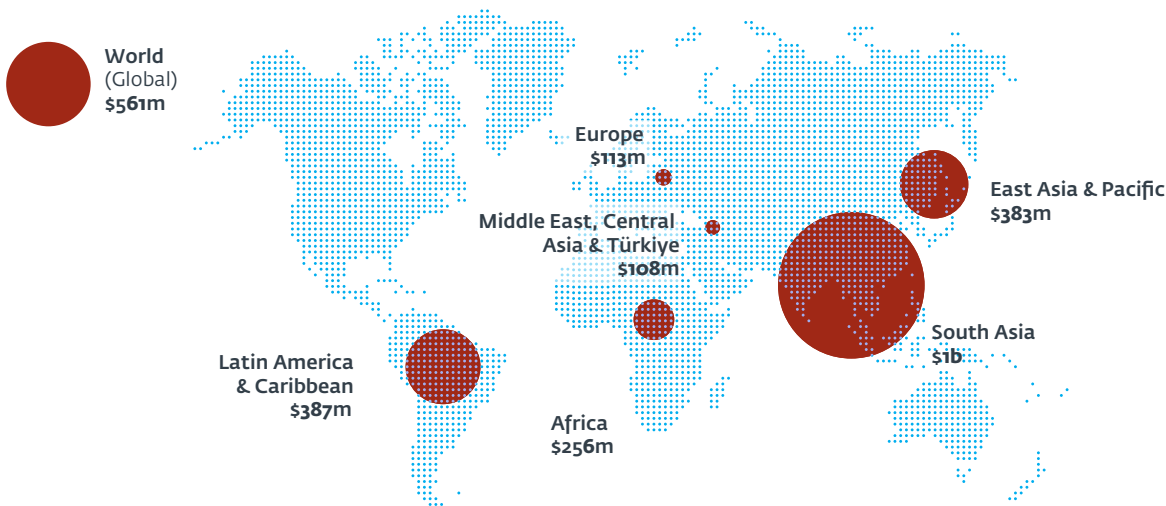 World
(Global)
$561m
Europe
$113m
East Asia & Pacific
$383m
Middle East, Central
Asia & Türkiye
$108m
South Asia
$1b
Latin America
& Caribbean
$387m
Africa
$256m